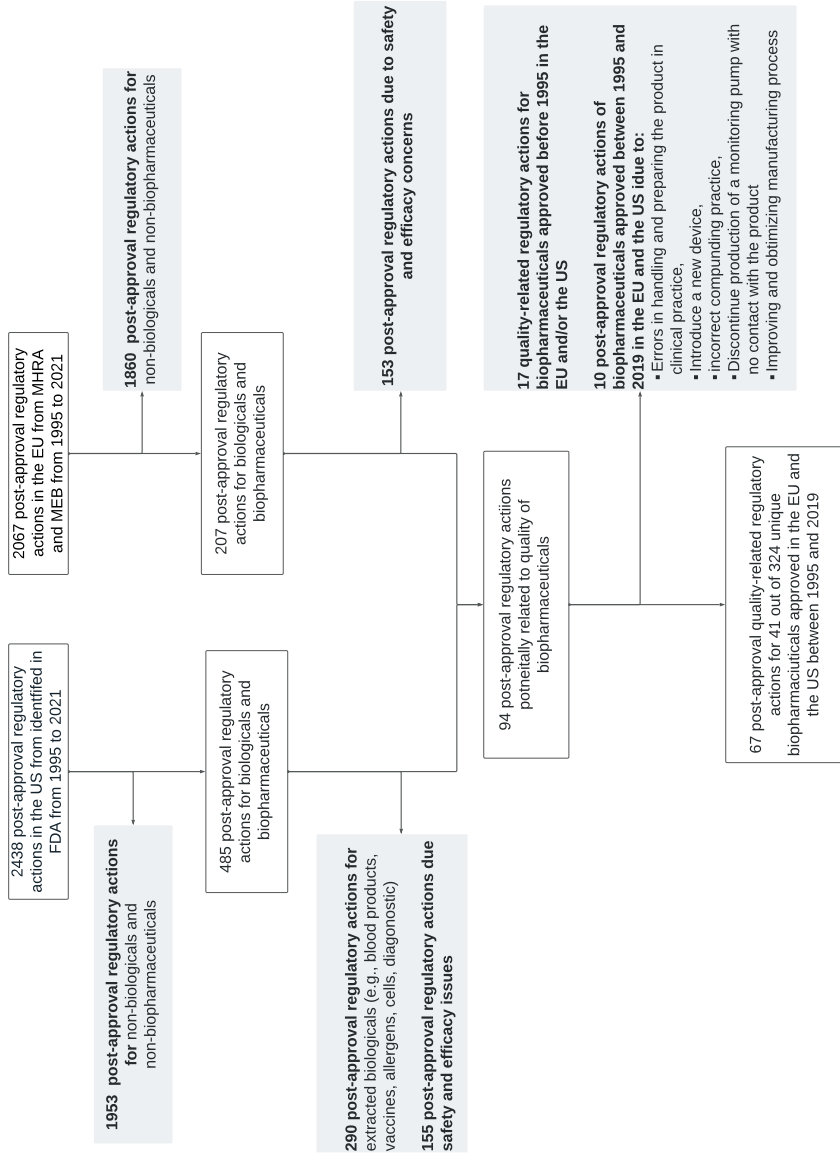 2438 post-approval regulatory
actions in the US from identfifed in
FDA from 1995 to 2021
2067 post-approval regulatory
actions in the EU from MHRA
and MEB from 1995 to 2021
1953  post-approval regulatory actions
for non-biologicals and
non-biopharmaceuticals
1860  post-approval regulatory actions for
non-biologicals and non-biopharmaceuticals
485 post-approval regulatory
actions for biologicals and
biopharmaceuticals
207 post-approval regulatory
actions for biologicals and
biopharmaceuticals
290 post-approval regulatory actions for
extracted biologicals (e.g., blood products,
vaccines, allergens, cells, diagonostic)
155 post-approval regulatory actions due
safety and efficacy issues
153 post-approval regulatory actions due to safety
and efficacy concerns
94 post-approval regulatory actiions
potneitally related to quality of
biopharmaceuticals
17 quality-related regulatory actions for
biopharmaceuticals approved before 1995 in the
EU and/or the US
10 post-approval regulatory actions of
biopharmaceuticals approved between 1995 and
2019 in the EU and the US idue to:
▪ Errors in handling and preparing the product in
clinical practice,
▪ Introduce a new device,
▪ incorrect compunding practice,
▪ Discontinue production of a monitoring pump with
no contact with the product
▪ Improving and obtimizing manufacturing process
67 post-approval quality-related regulatory
actions for 41 out of 324 unique
biopharmaciuticals approved in the EU and
the US between 1995 and 2019